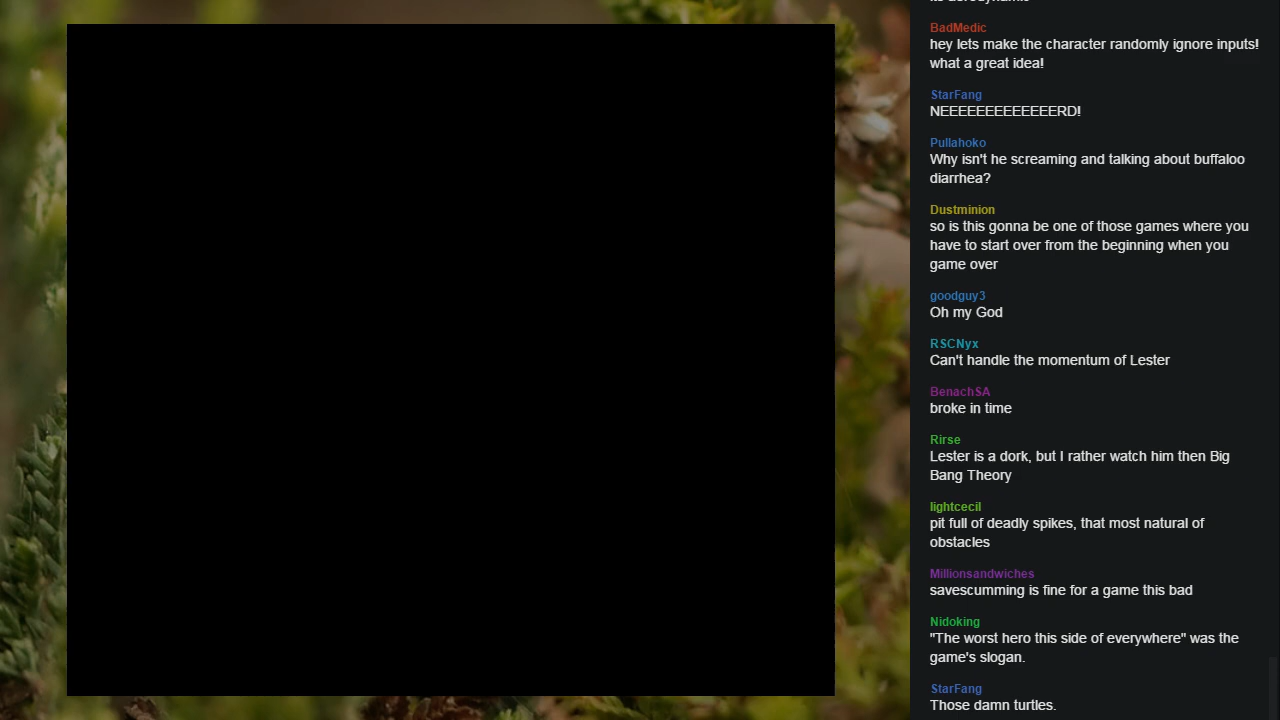 BadMedic
hey lets make the character randomly ignore inputs!
what a great idea!
StarFang
NEEEEEEEEEEEEERD!
Pullahoko
Why isn't he screaming and talking about buffaloo
diarrhea?
Dustminion
so is this gonna be one of those games where you
have to start over from the beginning when you
game over
goodguy3
Oh my God
RSCNyx
Can't handle the momentum of Lester
BenachSA
broke in time
Rirse
Lester is a dork, but I rather watch him then Big
Bang Theory
lightcecil
pit full of deadly spikes, that most natural of
obstacles
Millionsandwiches
savescumming is fine for a game this bad
Nidoking
"The worst hero this side of everywhere" was the
game's slogan.
StarFang
Those damn turtles.